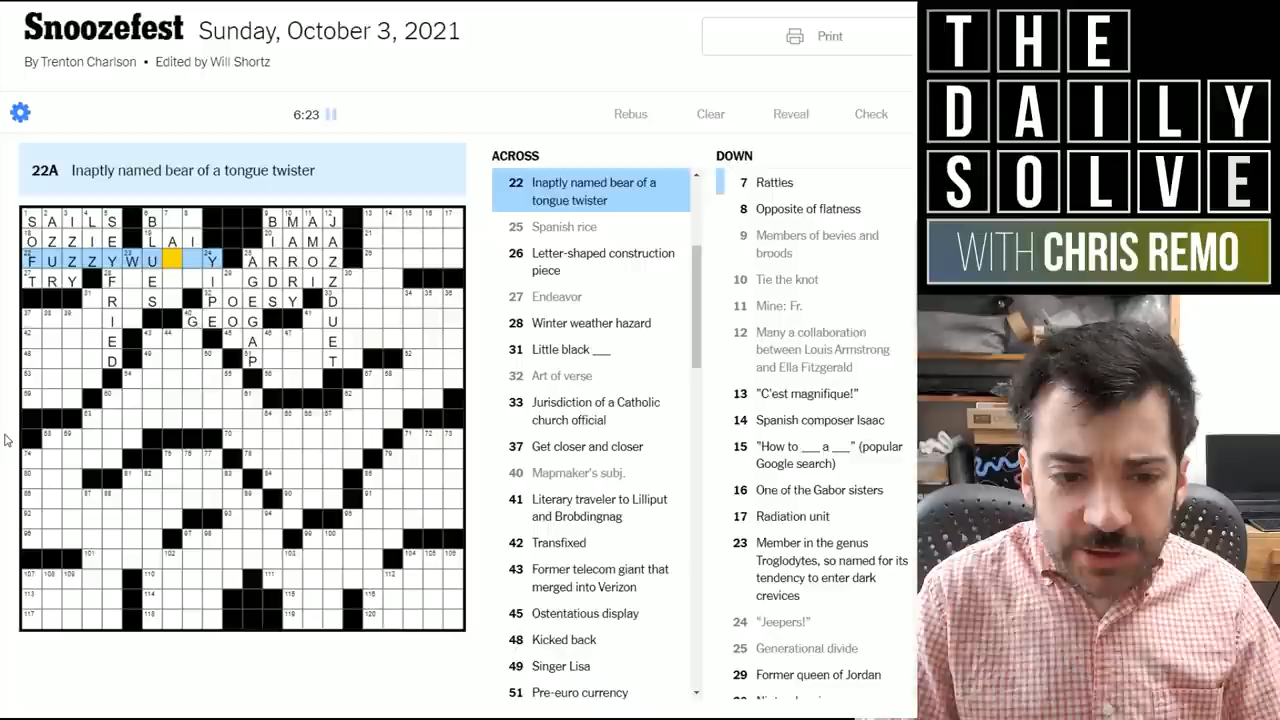 Snoozefest Sunday, October 3, 2021
By Trenton Charlson • Edited by Will Shortz
Print
6:23
Rebus Clear Reveal Check
22A Inaptly named bear of a tongue twister
ACROSS
22 Inaptly named bear of a
tongue twister
25 Spanish rice
26 Letter-shaped construction
piece
27 Endeavor
28 Winter weather hazard
31 Little black ___
32 Art of verse
33 Jurisdiction of a Catholic
church official
37 Get closer and closer
40 Mapmaker's subj.
41 Literary traveler to Lilliput
and Brobdingnag
42 Transfixed
43 Former telecom giant that
merged into Verizon
45 Ostentatious display
48 Kicked back
49 Singer Lisa
51 Pre-euro currency
DOWN
7 Rattles
8 Opposite of flatness
9 Members of bevies and
broods
10 Tie the knot
11 Mine: Fr.
12 Many a collaboration
between Louis Armstrong
and Ella Fitzgerald
13 "C'est magnifique!"
14 Spanish composer Isaac
15 "How to ___ a ___" (popular
Google search)
16 One of the Gabor sisters
17 Radiation unit
23 Member in the genus
Troglodytes, so named for its
tendency to enter dark
crevices
24 "Jeepers!"
25 Generational divide
29 Former queen of Jordan
S A I L S B B M A J
O Z Z I E L A I I A M A
F U Z Z Y W U Y A R R O Z
T R Y F E I G D R I Z
R S P O E S Y D
I G E O G G U
E A E
D P T
THE
DAILY
SOLVE
WITH CHRIS REMO